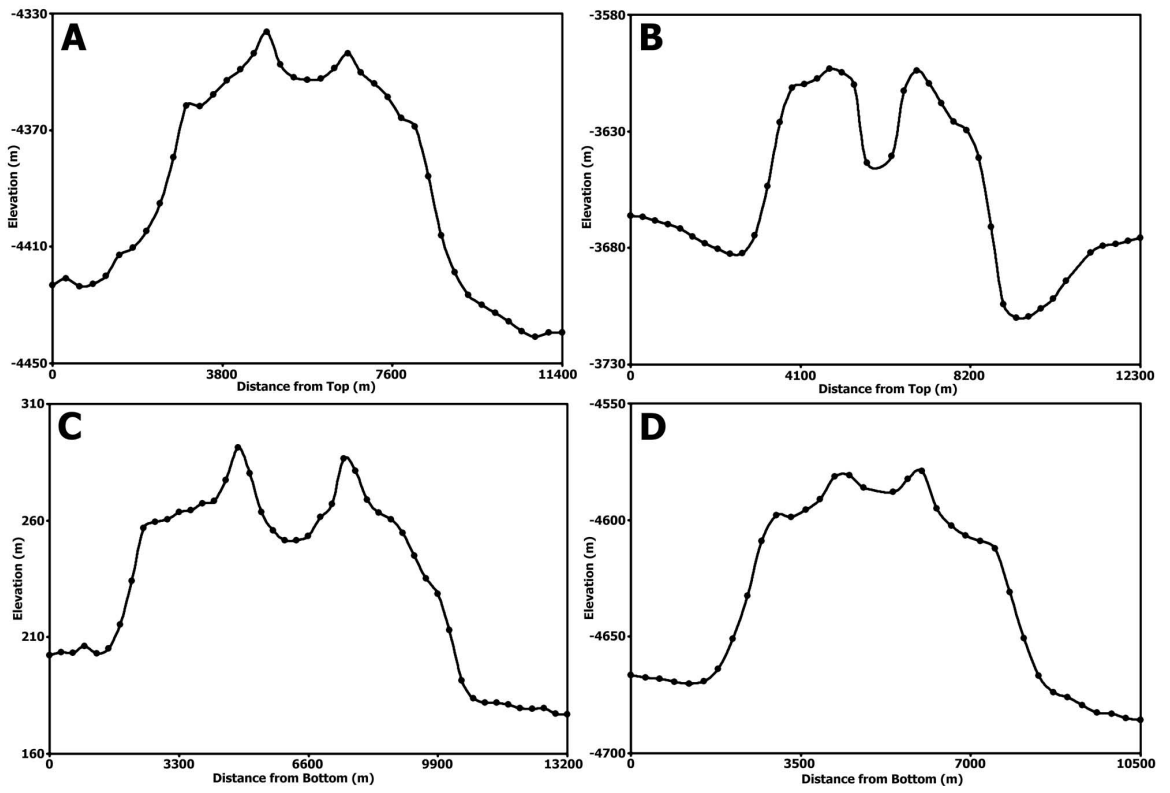 A
-4330
-4370
-4410
-4450
Elevation (m)
0 3800 7600 11400
Distance from Top (m)
B
-3580
-3630
-3680
-3730
Elevation (m)
0 4100 8200 12300
Distance from Top (m)
C
310
260
210
160
Elevation (m)
0 3300 6600 9900 13200
Distance from Bottom (m)
D
-4550
-4600
-4650
-4700
Elevation (m)
0 3500 7000 10500
Distance from Bottom (m)